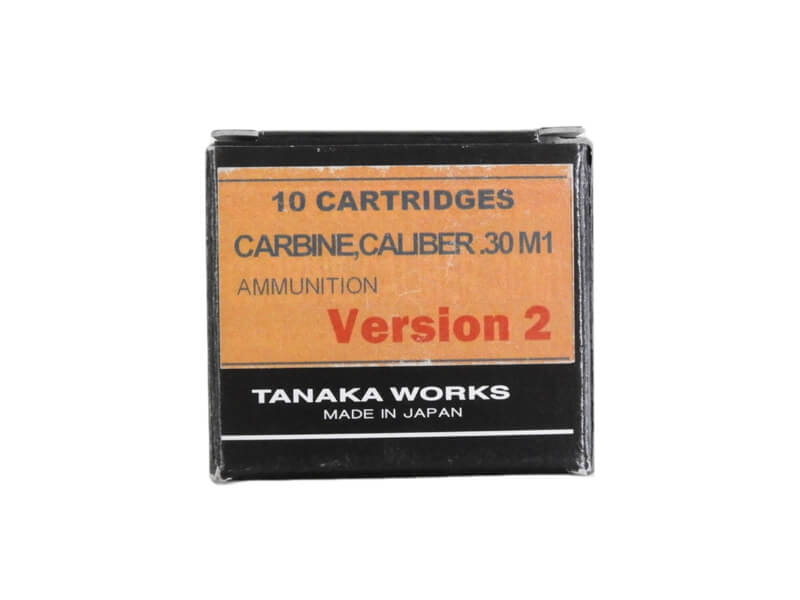 10 CARTRIDGES
CARBINE,CALIBER .30 M1
AMMUNITION
Version 2
TANAKA WORKS
MADE IN JAPAN